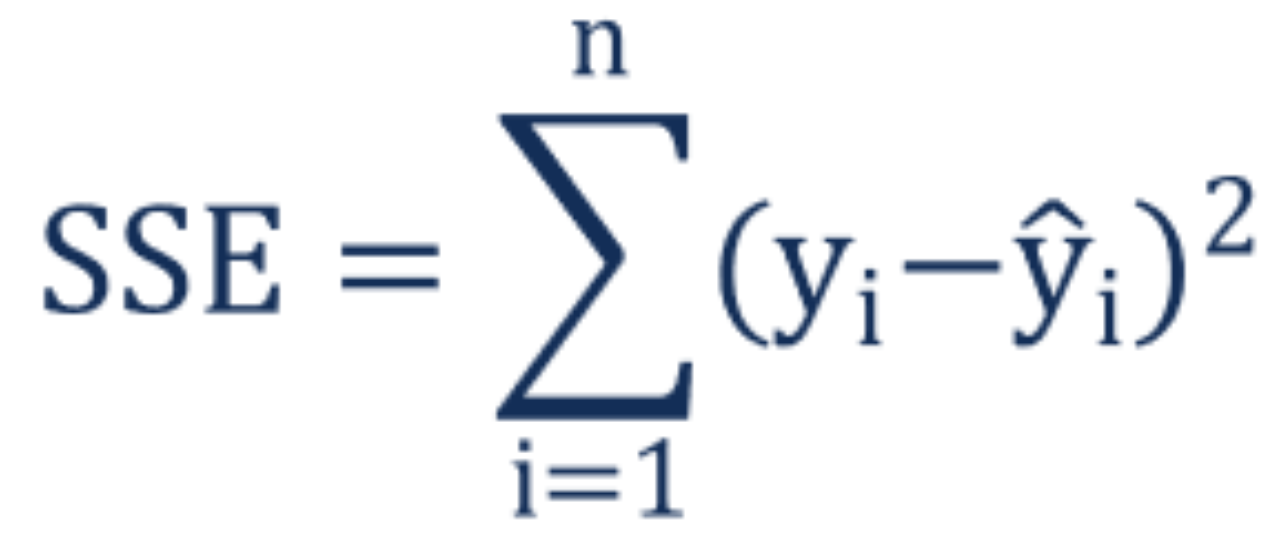 n
SSE = ∑ (yᵢ−ŷᵢ)²
i=1